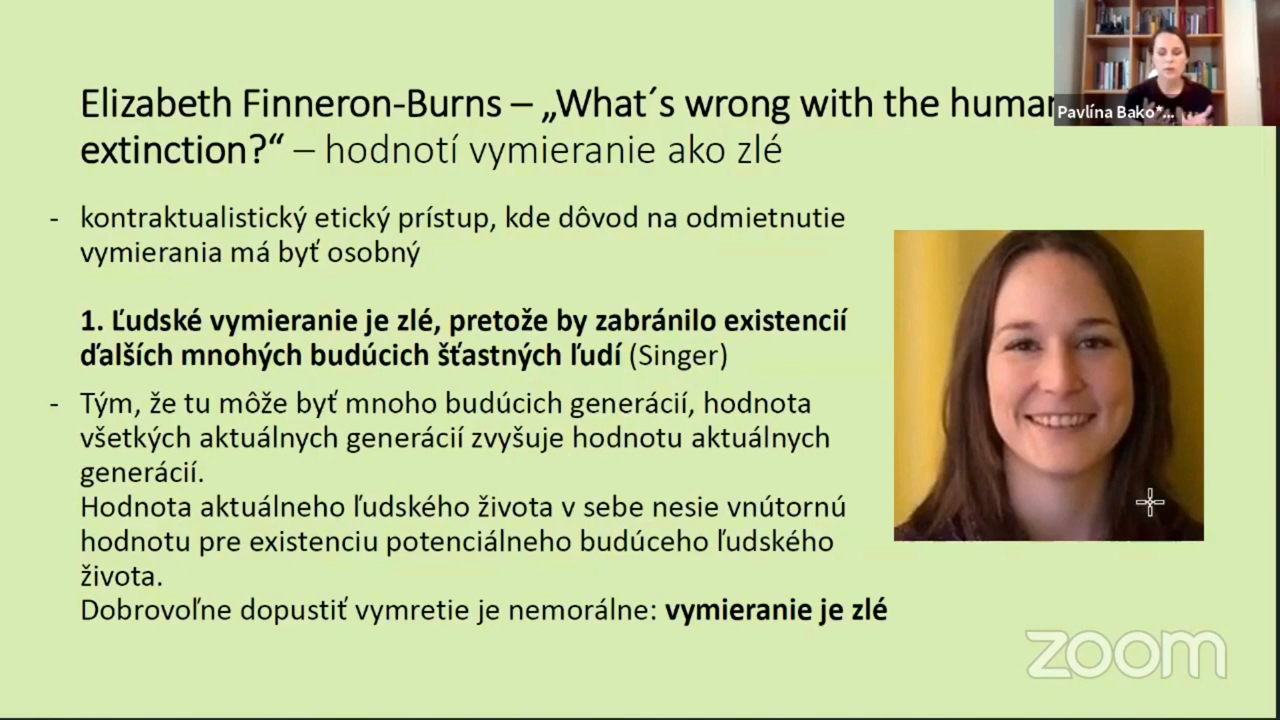 Elizabeth Finneron-Burns – „What´s wrong with the human
extinction?“ – hodnotí vymieranie ako zlé
Pavlína Bako*...
- kontraktualistický etický prístup, kde dôvod na odmietnutie
vymierania má byť osobný
1. Ľudské vymieranie je zlé, pretože by zabránilo existencií
ďalších mnohých budúcich šťastných ľudí (Singer)
- Tým, že tu môže byť mnoho budúcich generácií, hodnota
všetkých aktuálnych generácií zvyšuje hodnotu aktuálnych
generácií.
Hodnota aktuálneho ľudského života v sebe nesie vnútornú
hodnotu pre existenciu potenciálneho budúceho ľudského
života.
Dobrovoľne dopustiť vymretie je nemorálne: vymieranie je zlé
zoom